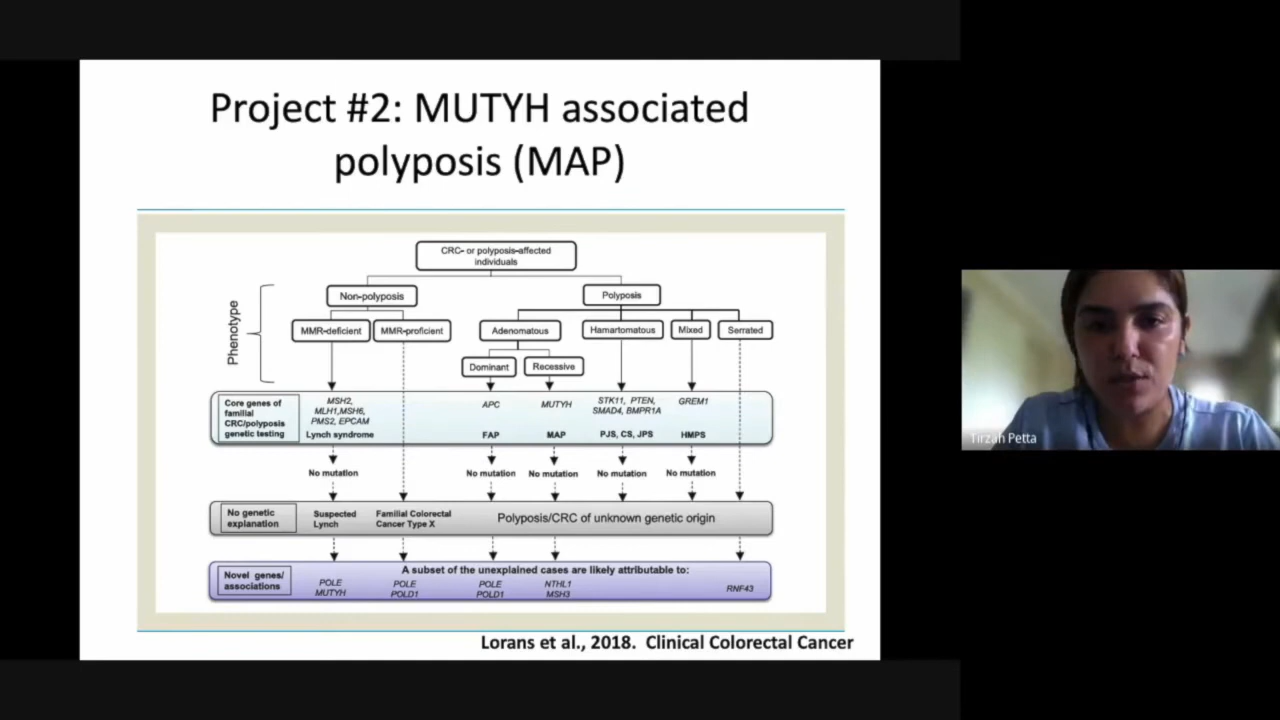 Project #2: MUTYH associated
polyposis (MAP)
CRC- or polyposis-affected
individuals
Phenotype
Non-polyposis
Polyposis
MMR-deficient
MMR-proficient
Adenomatous
Hamartomatous
Mixed
Serrated
Dominant
Recessive
Core genes of
familial
CRC/polyposis
genetic testing
MSH2,
MLH1,MSH6,
PMS2, EPCAM
Lynch syndrome
APC
FAP
MUTYH
MAP
STK11, PTEN,
SMAD4, BMPR1A
PJS, CS, JPS
GREM1
HMPS
No mutation
No mutation
No mutation
No mutation
No mutation
No genetic
explanation
Suspected
Lynch
Familial Colorectal
Cancer Type X
Polyposis/CRC of unknown genetic origin
Novel genes/
associations
A subset of the unexplained cases are likely attributable to:
POLE
MUTYH
POLE
POLD1
POLE
POLD1
NTHL1
MSH3
RNF43
Lorans et al., 2018. Clinical Colorectal Cancer
Tirzah Petta